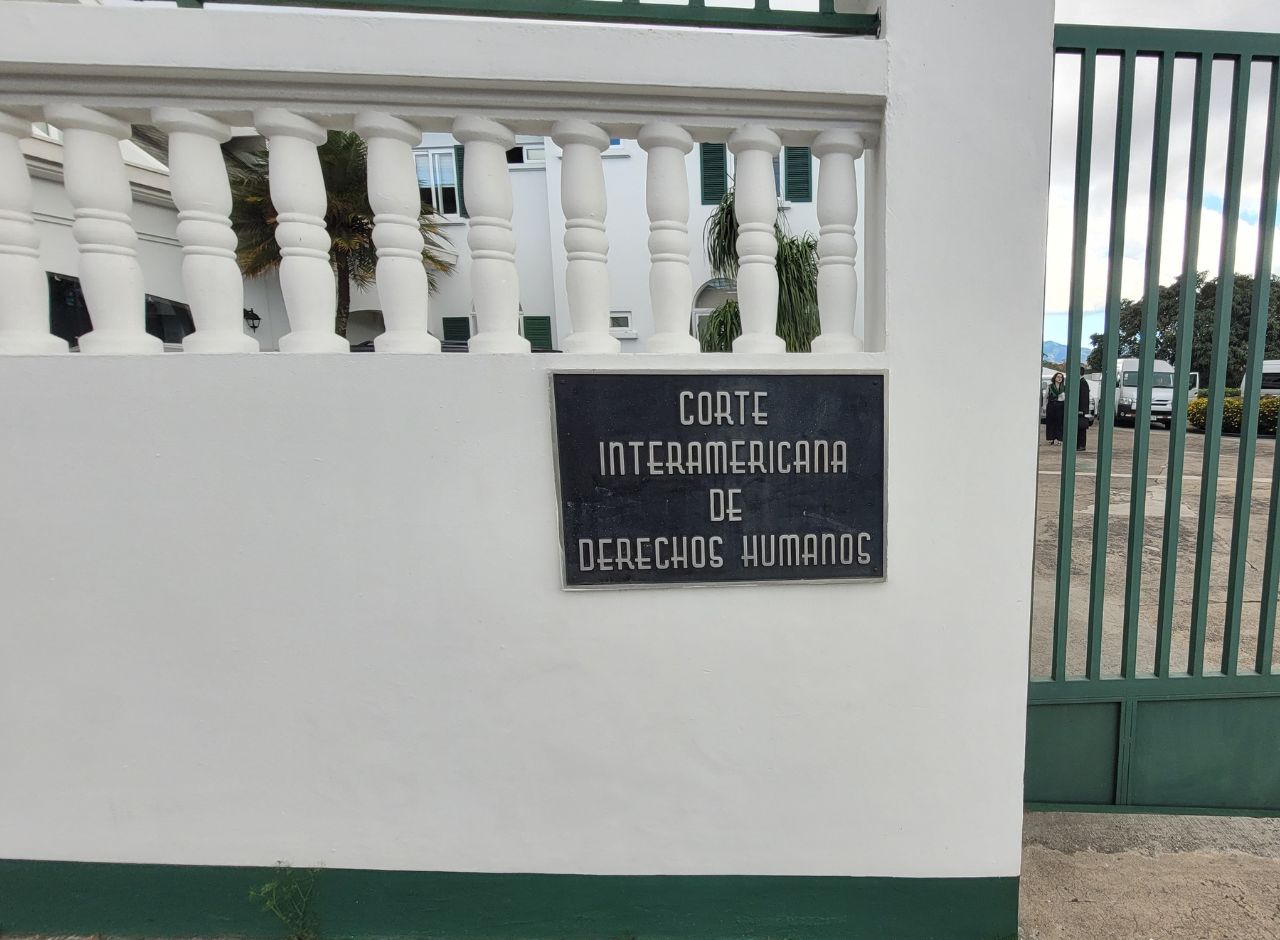 CORTE
INTERAMERICANA
DE
DERECHOS HUMANOS